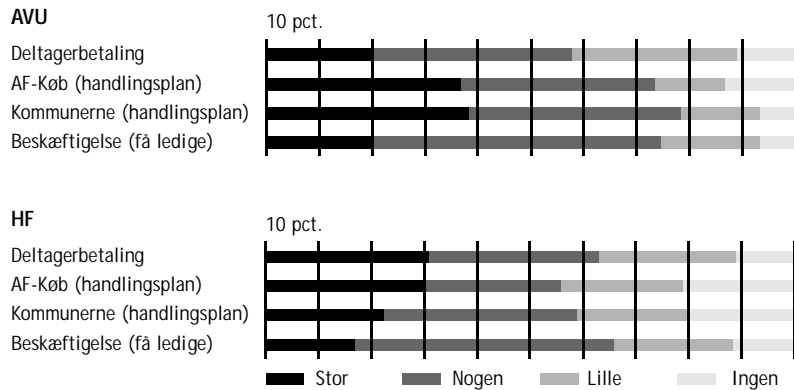 AVU
10 pct.
Deltagerbetaling
AF-Køb (handlingsplan)
Kommunerne (handlingsplan)
Beskæftigelse (få ledige)
HF
10 pct.
Deltagerbetaling
AF-Køb (handlingsplan)
Kommunerne (handlingsplan)
Beskæftigelse (få ledige)
Stor Nogen Lille Ingen